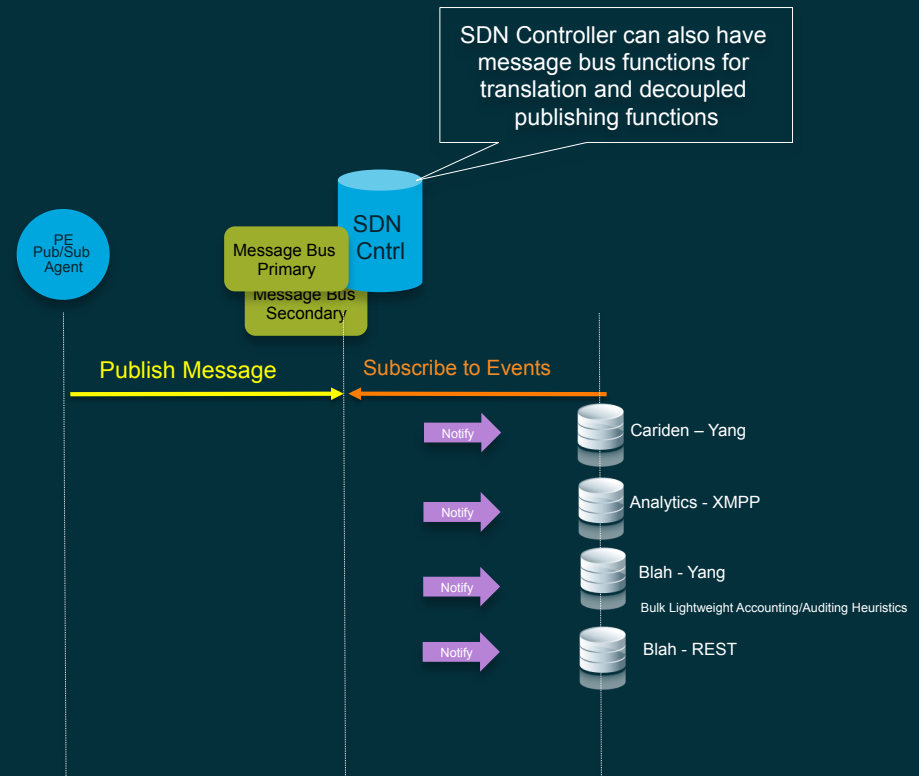 SDN Controller can also have
message bus functions for
translation and decoupled
publishing functions
PE
Pub/Sub
Agent
SDN
Cntrl
Message Bus
Primary
Message Bus
Secondary
Publish Message
Subscribe to Events
Notify
Cariden – Yang
Notify
Analytics - XMPP
Notify
Blah - Yang
Bulk Lightweight Accounting/Auditing Heuristics
Notify
Blah - REST